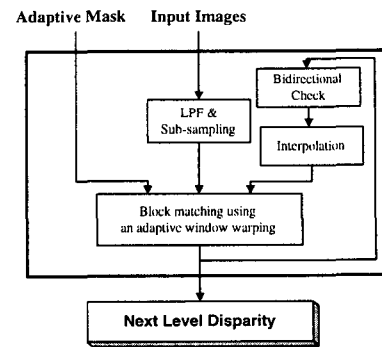 Adaptive Mask Input Images
Bidirectional
Check
LPF &
Sub-sampling
Interpolation
Block matching using
an adaptive window warping
Next Level Disparity